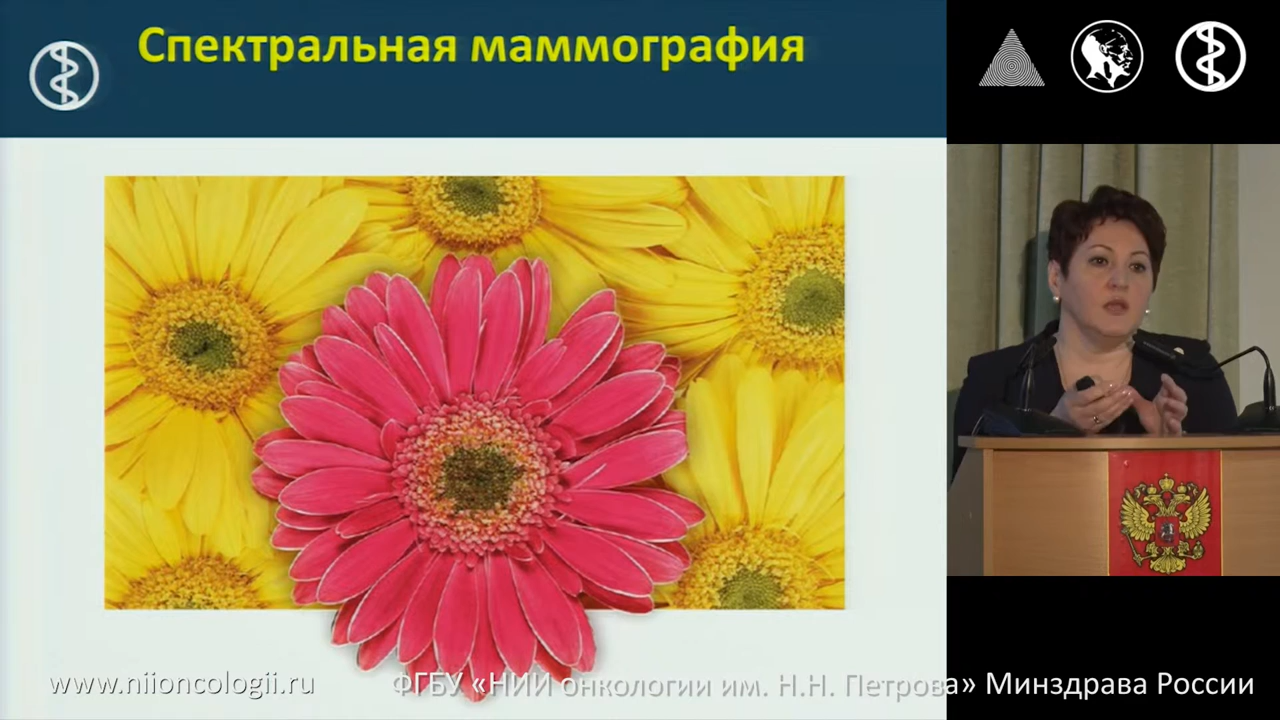 Спектральная маммография
www.niioncologii.ru
ФГБУ «НИИ онкологии им. Н.Н. Петрова» Минздрава России